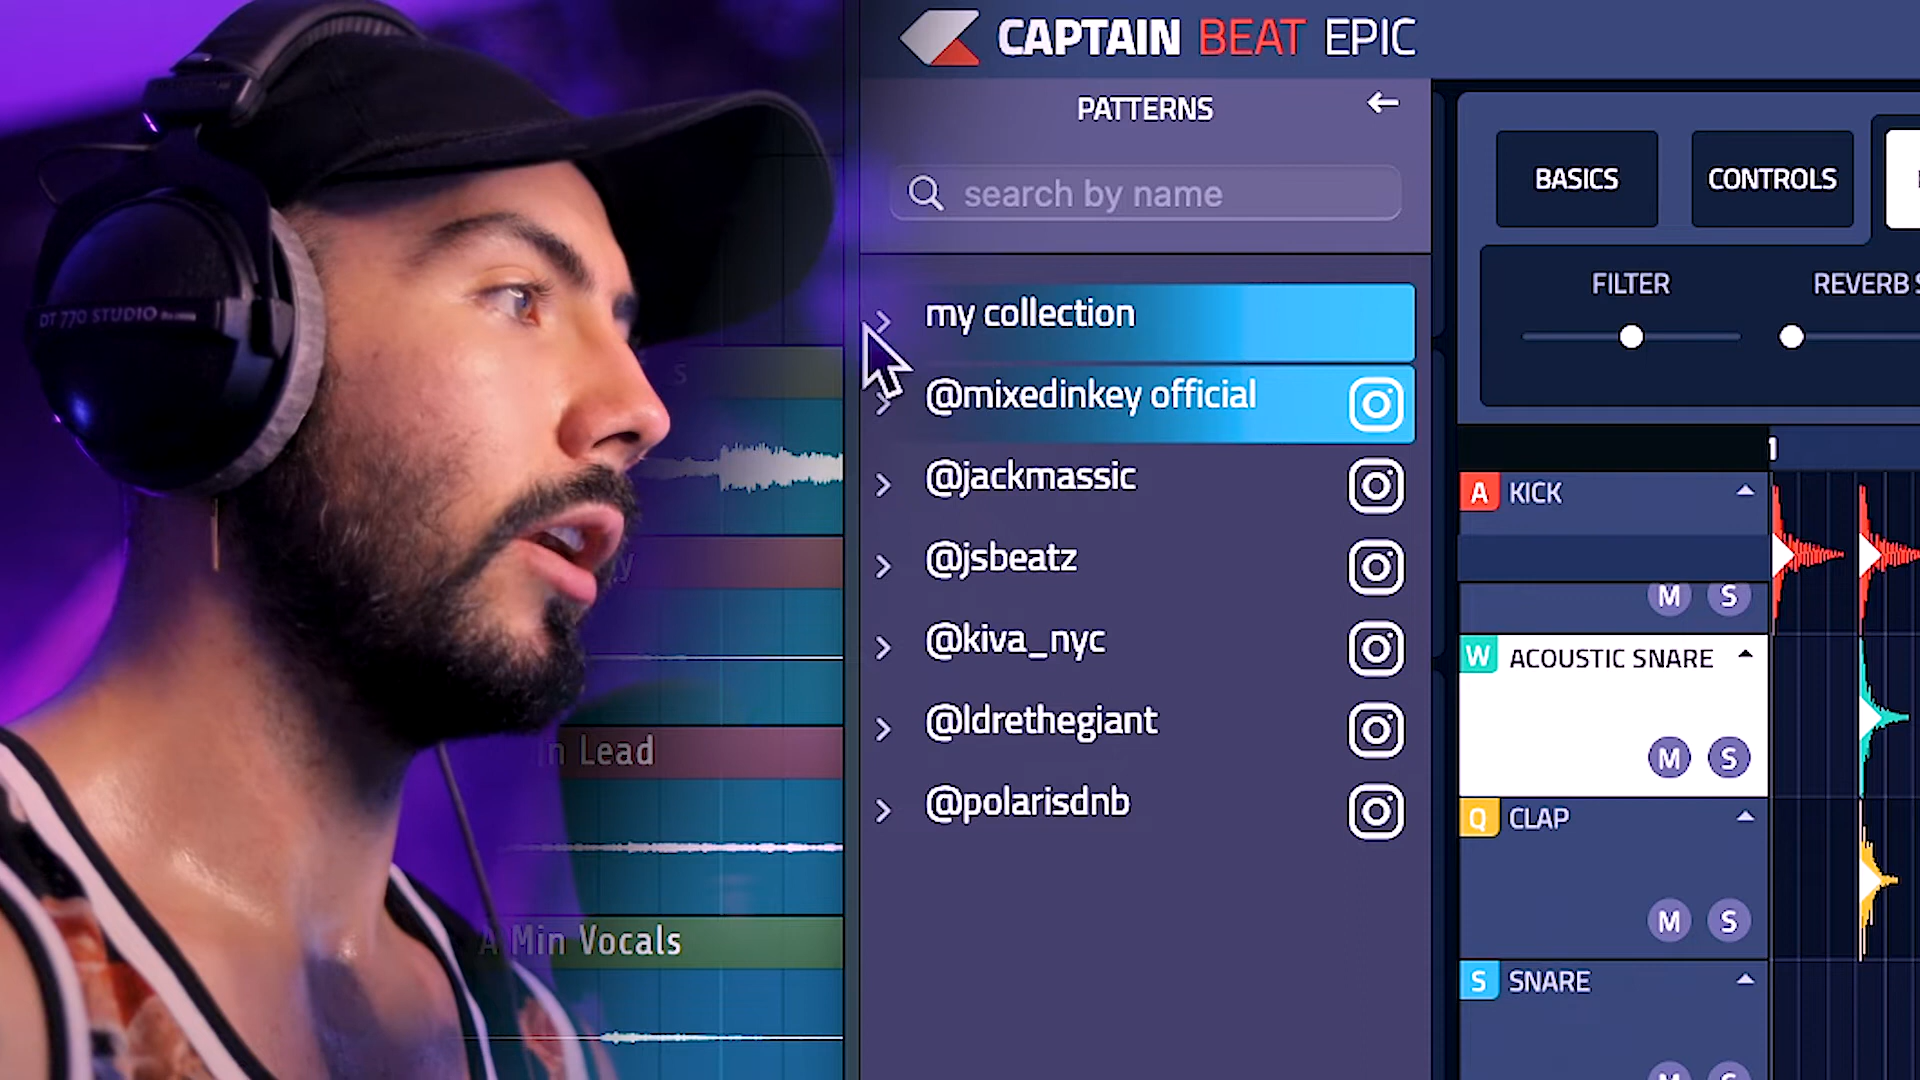 CAPTAIN BEAT EPIC
PATTERNS
search by name
my collection
@mixedinkey official
@jackmassic
@jsbeatz
@kiva_nyc
@ldrethegiant
@polarisdnb
BASICS
CONTROLS
FILTER
REVERB S
1
A KICK
M S
W ACOUSTIC SNARE
M S
Q CLAP
M S
S SNARE
M S
DT 770 STUDIO
n Lead
A Min Vocals